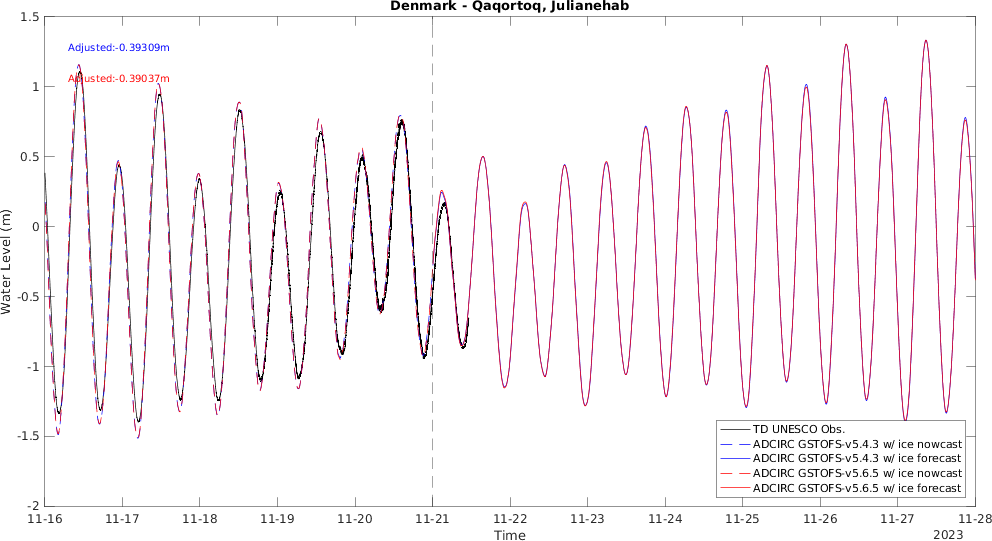 Denmark - Qaqortoq, Julianehab
1.5
Adjusted:-0.39309m
Adjusted:-0.39037m
1
0.5
0
-0.5
-1
-1.5
-2
Water Level (m)
TD UNESCO Obs.
ADCIRC GSTOFS-v5.4.3 w/ ice nowcast
ADCIRC GSTOFS-v5.4.3 w/ ice forecast
ADCIRC GSTOFS-v5.6.5 w/ ice nowcast
ADCIRC GSTOFS-v5.6.5 w/ ice forecast
11-16 11-17 11-18 11-19 11-20 11-21 11-22 11-23 11-24 11-25 11-26 11-27 11-28
Time
2023